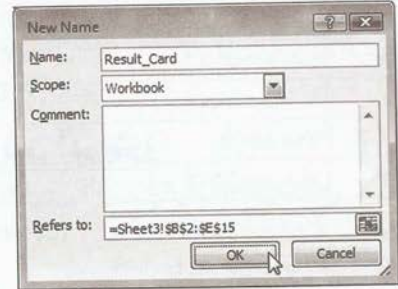 New Name
Name: Result_Card
Scope: Workbook
Comment:
Refers to: =Sheet3!$B$2:$E$15
OK Cancel